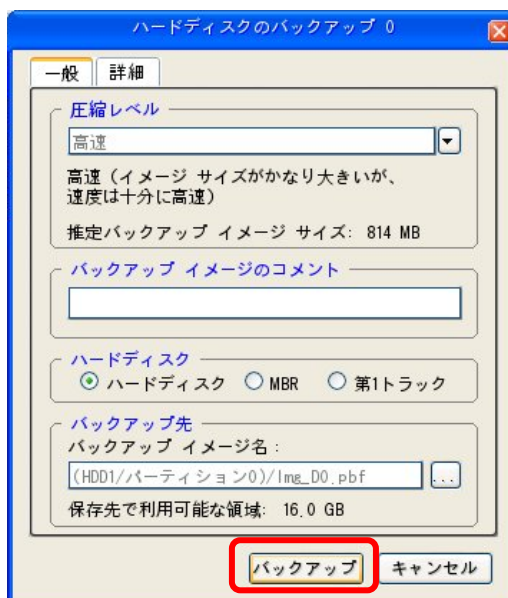 ハードディスクのバックアップ 0
一般
詳細
圧縮レベル
高速
高速（イメージ サイズがかなり大きいが、
速度は十分に高速）
推定バックアップ イメージ サイズ: 814 MB
バックアップ イメージのコメント
ハードディスク
ハードディスク
MBR
第1トラック
バックアップ先
バックアップ イメージ名:
(HDD1/パーティション0)/Img_D0.pbf
...
保存先で利用可能な領域: 16.0 GB
バックアップ
キャンセル